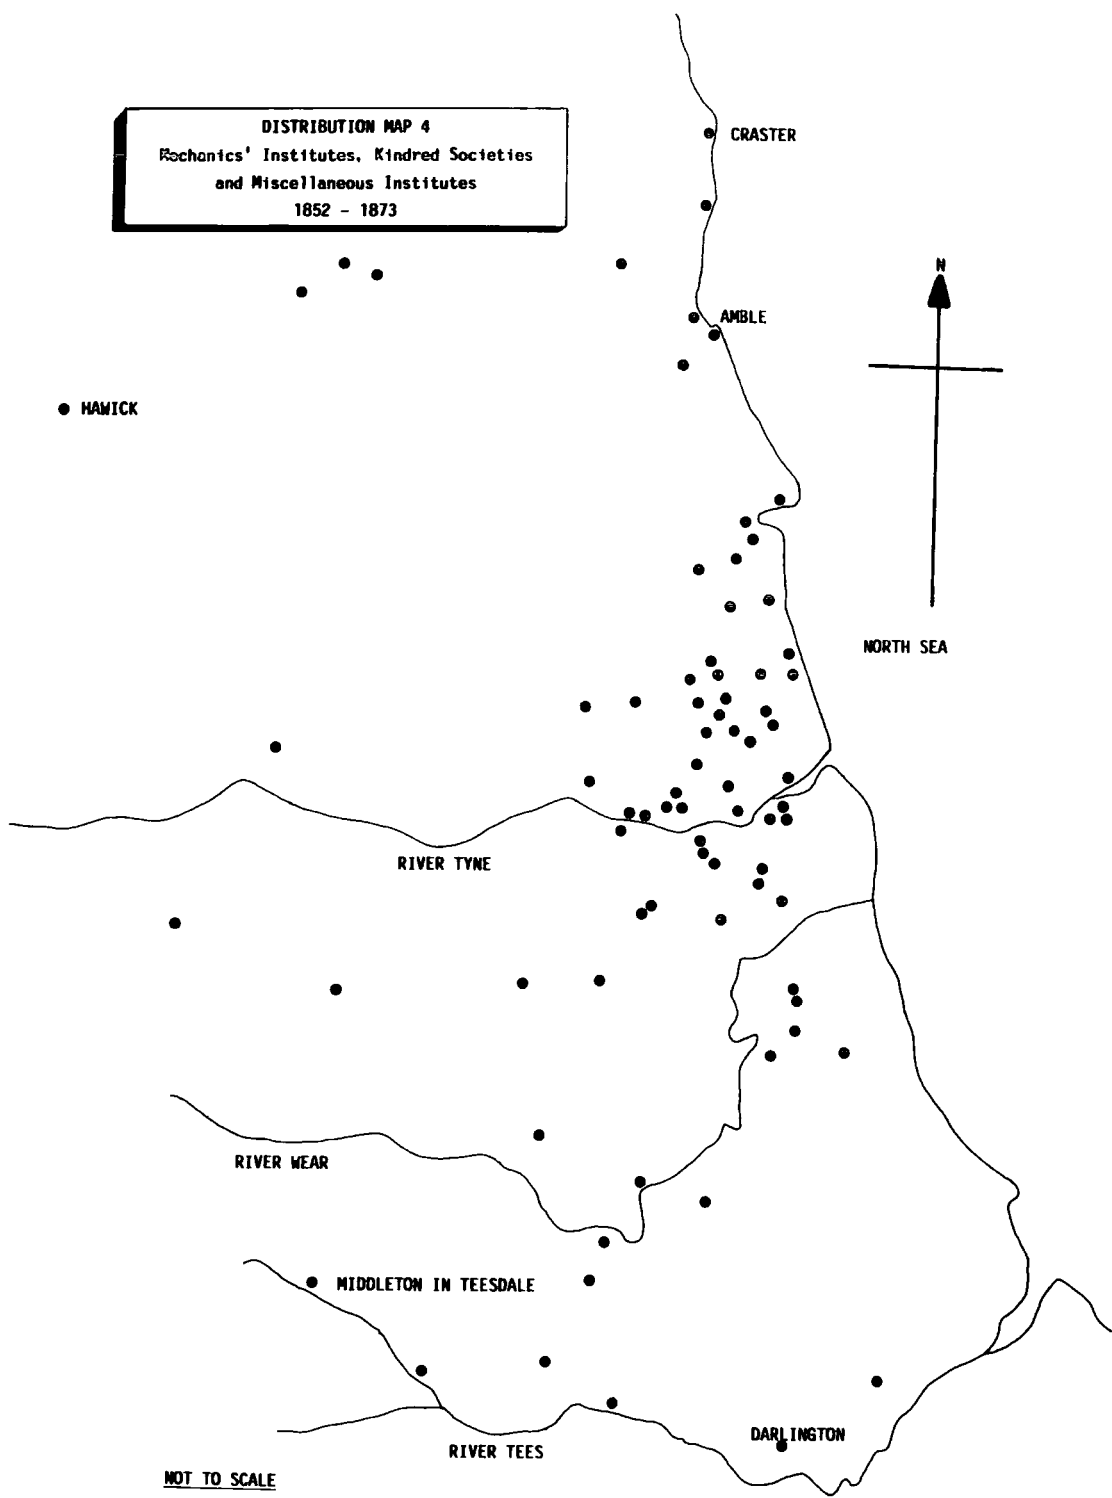 DISTRIBUTION MAP 4
Mechanics' Institutes, Kindred Societies
and Miscellaneous Institutes
1852 - 1873
CRASTER
N
AMBLE
HAWICK
NORTH SEA
RIVER TYNE
RIVER WEAR
MIDDLETON IN TEESDALE
DARLINGTON
RIVER TEES
NOT TO SCALE